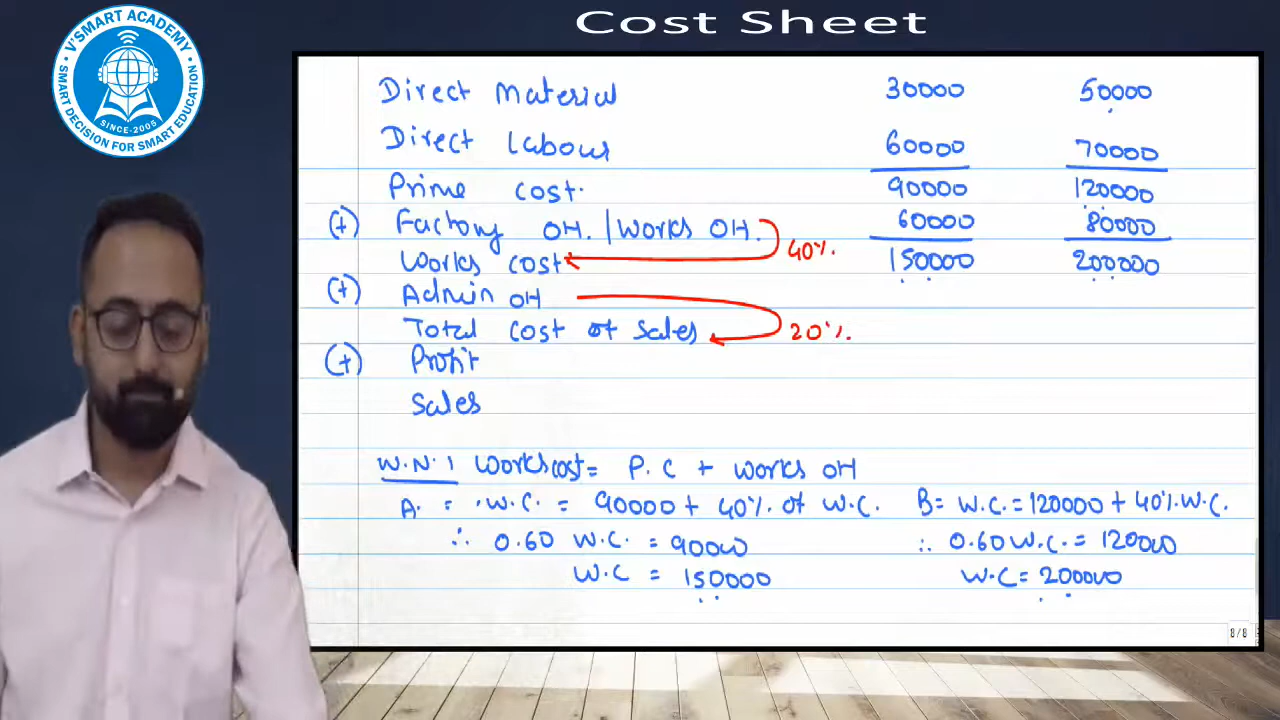 Cost Sheet
V'SMART ACADEMY
SMART DECISION FOR SMART EDUCATION
SINCE-2005
Direct Material 30000 50000
Direct Labour 60000 70000
Prime cost. 90000 120000
(+) Factory OH. / Works OH. 60000 80000
40%.
Works cost 150000 200000
(+) Admin OH
Total cost of sales 20%.
(+) Profit
Sales
W.N.1 Works cost = P.C + works OH
A. = W.C. = 90000 + 40%. of W.C. B = W.C. = 120000 + 40%. W.C.
∴ 0.60 W.C. = 90000 ∴ 0.60 W.C. = 120000
W.C = 150000 W.C = 200000
8/8